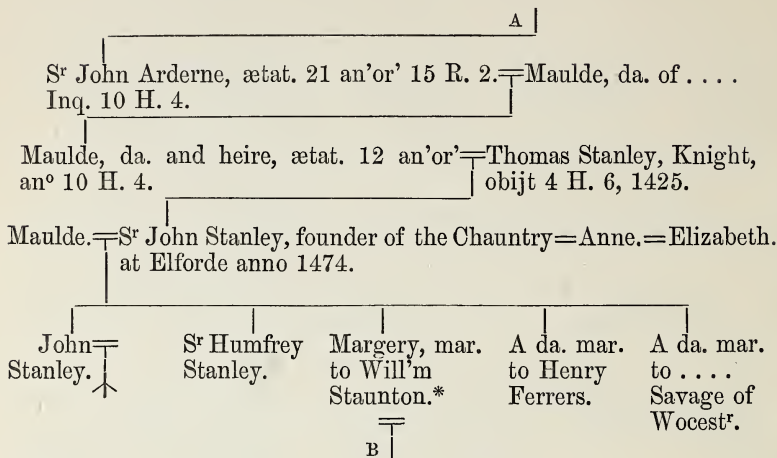 A
Sʳ John Arderne, ætat. 21 an'or' 15 R. 2.=Maulde, da. of . . . .
Inq. 10 H. 4.
Maulde, da. and heire, ætat. 12 an'or'=Thomas Stanley, Knight,
anº 10 H. 4. obijt 4 H. 6, 1425.
Maulde.=Sʳ John Stanley, founder of the Chauntry=Anne.=Elizabeth.
at Elforde anno 1474.
John= Sʳ Humfrey Margery, mar. A da. mar. A da. mar.
Stanley. Stanley. to Will'm to Henry to . . . .
Staunton.* Ferrers. Savage of
Wocestʳ.
B